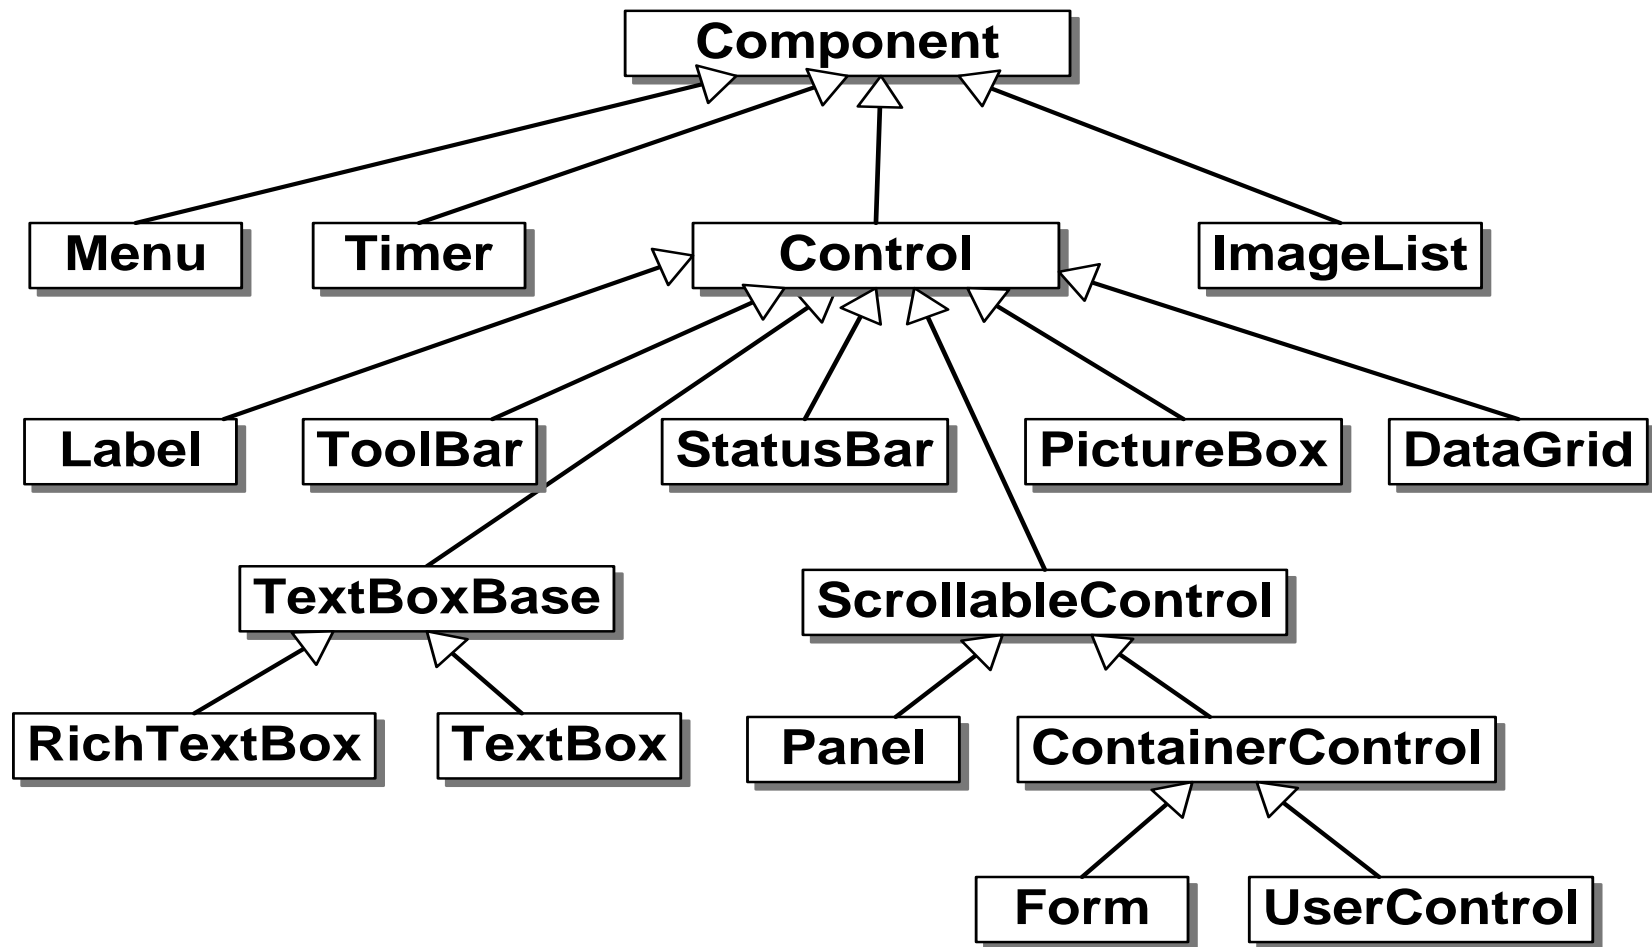 Component
Menu
Timer
Control
ImageList
Label
ToolBar
StatusBar
PictureBox
DataGrid
TextBoxBase
ScrollableControl
RichTextBox
TextBox
Panel
ContainerControl
Form
UserControl